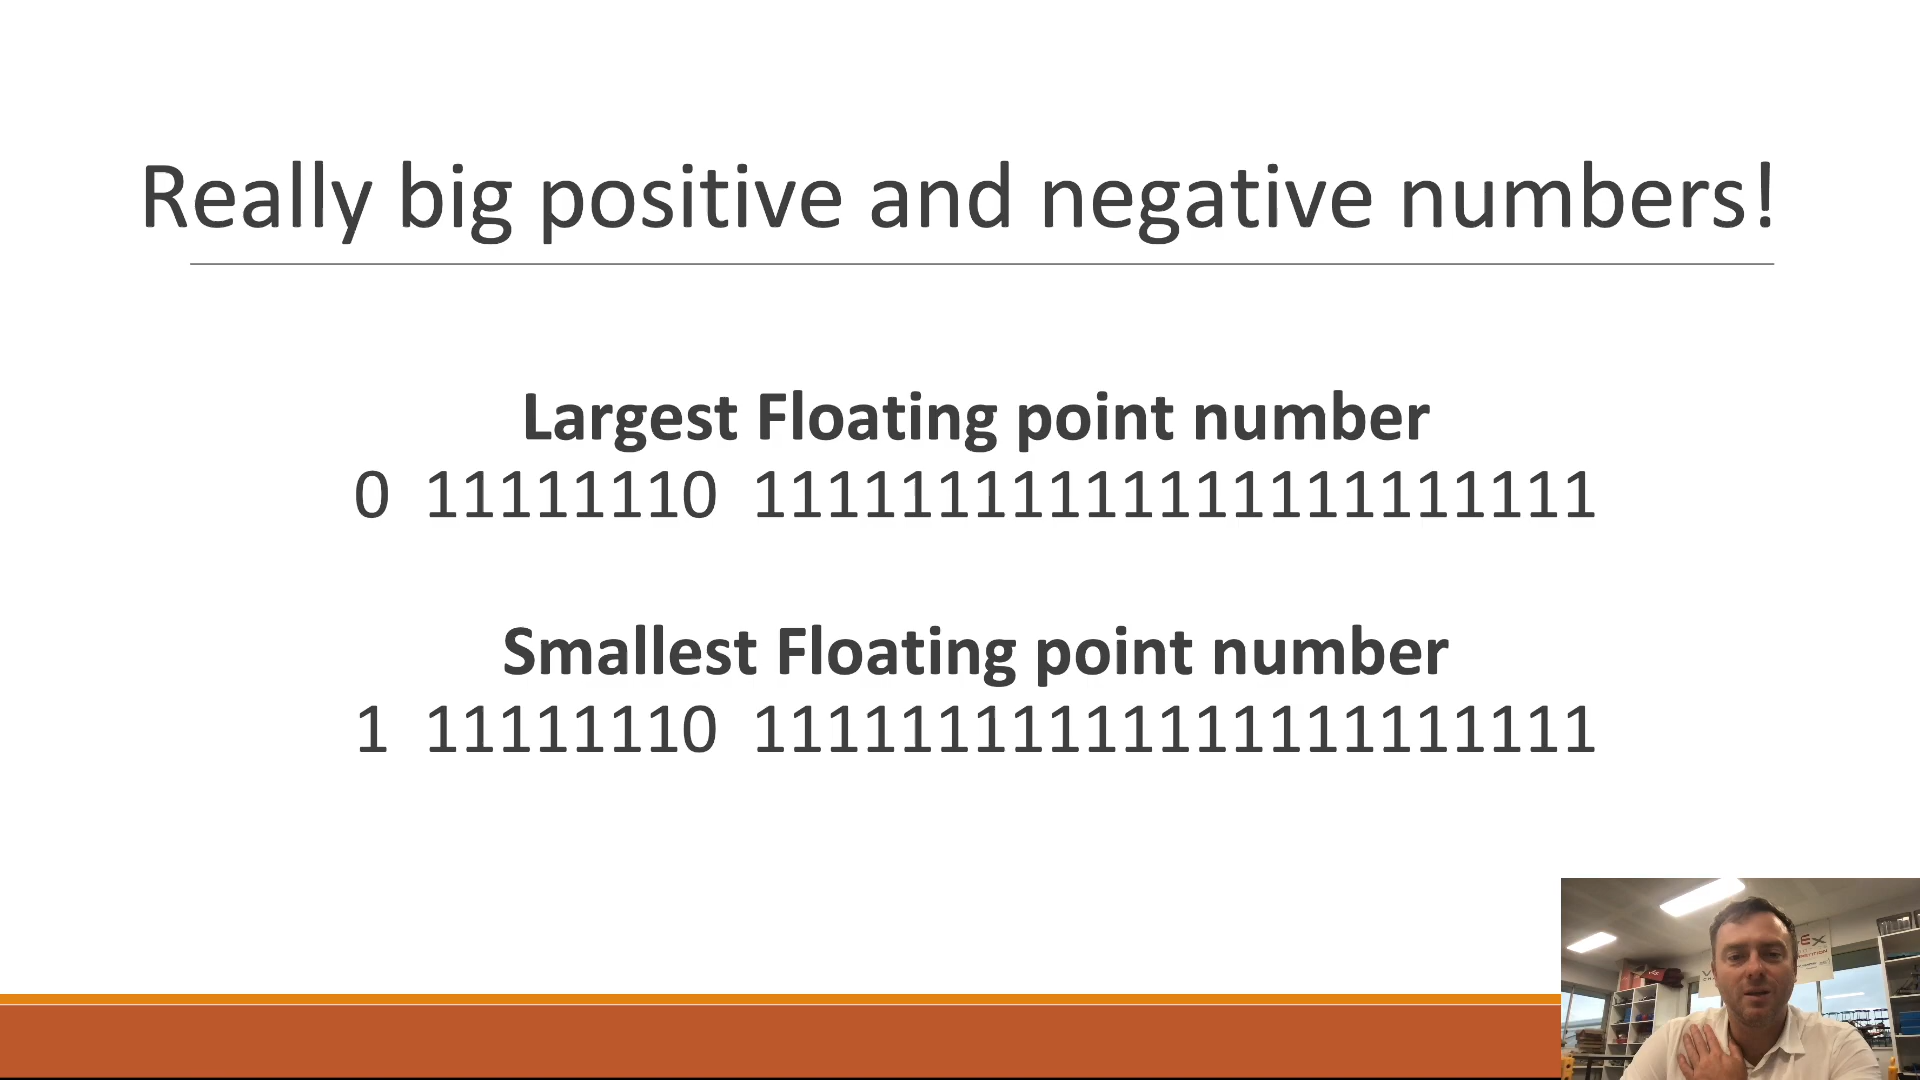 Really big positive and negative numbers!
Largest Floating point number
0 11111110 11111111111111111111111
Smallest Floating point number
1 11111110 11111111111111111111111